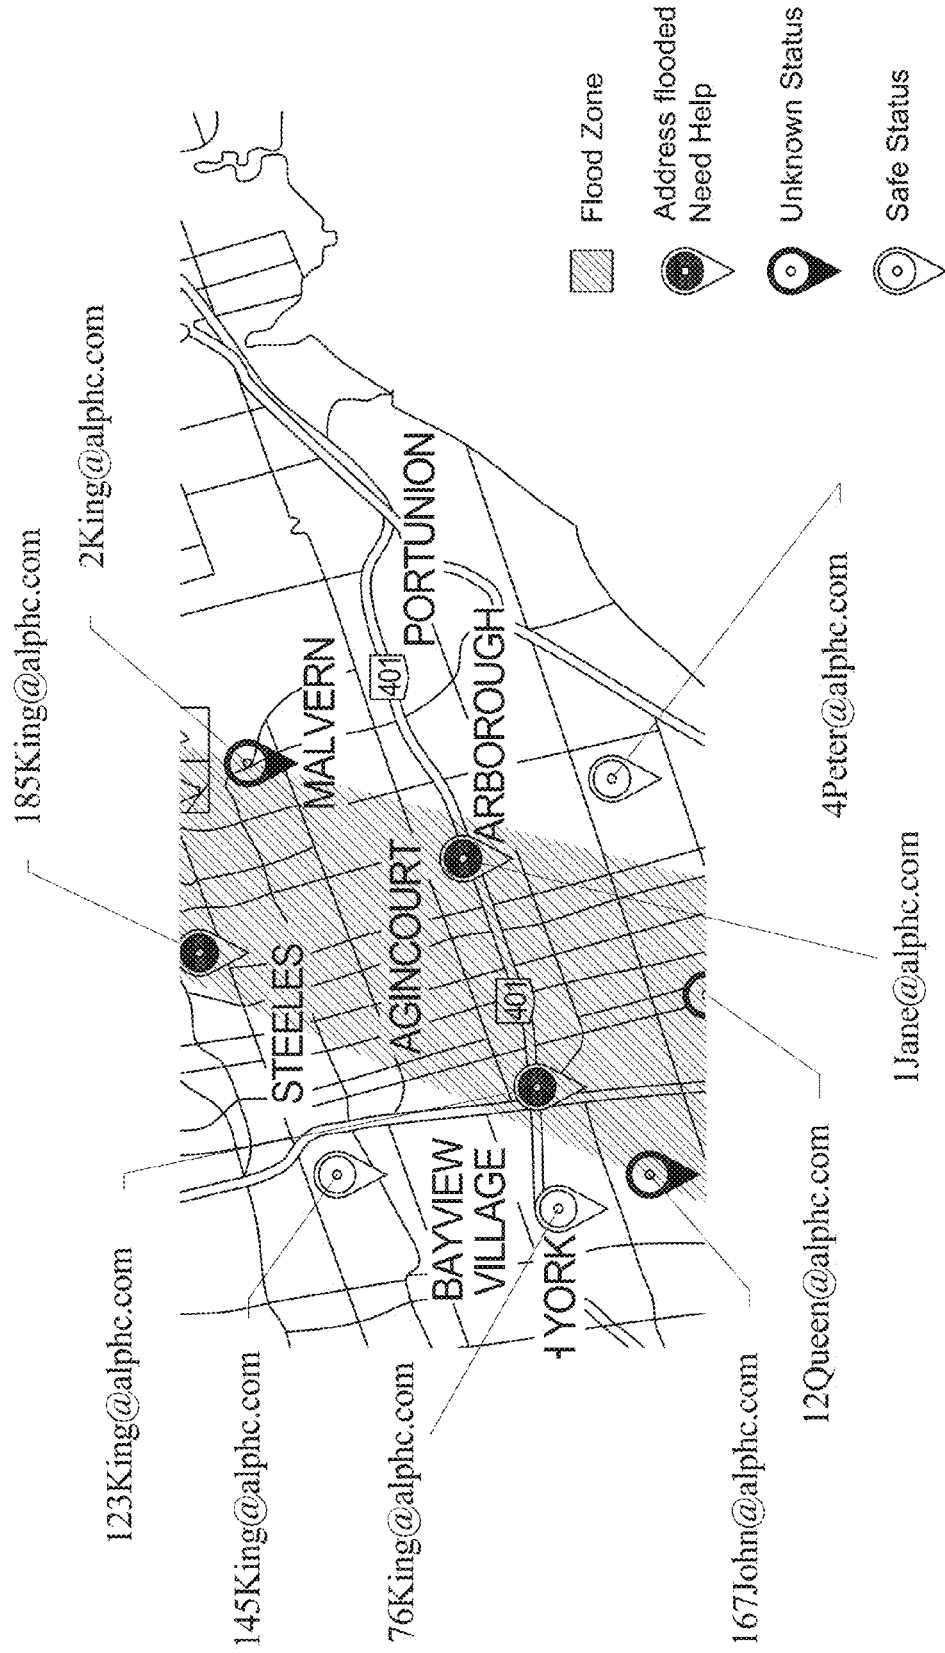 185King@alphc.com
2King@alphc.com
123King@alphc.com
145King@alphc.com
76King@alphc.com
167John@alphc.com
12Queen@alphc.com
1Jane@alphc.com
4Peter@alphc.com
STEELES
MALVERN
AGINCOURT
401
PORTUNION
BAYVIEW
VILLAGE
401
ARBOROUGH
H YORK
Flood Zone
Address flooded
Need Help
Unknown Status
Safe Status